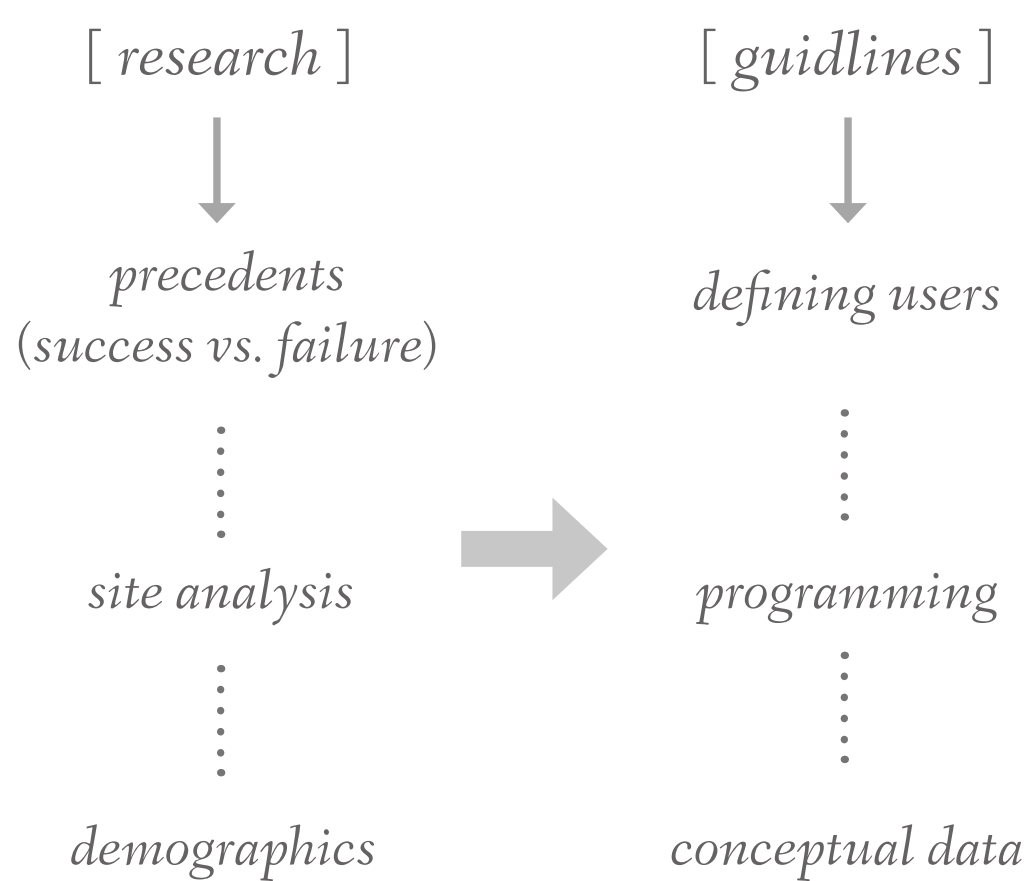 [ research ]
precedents
(success vs. failure)
site analysis
demographics
[ guidlines ]
defining users
programming
conceptual data